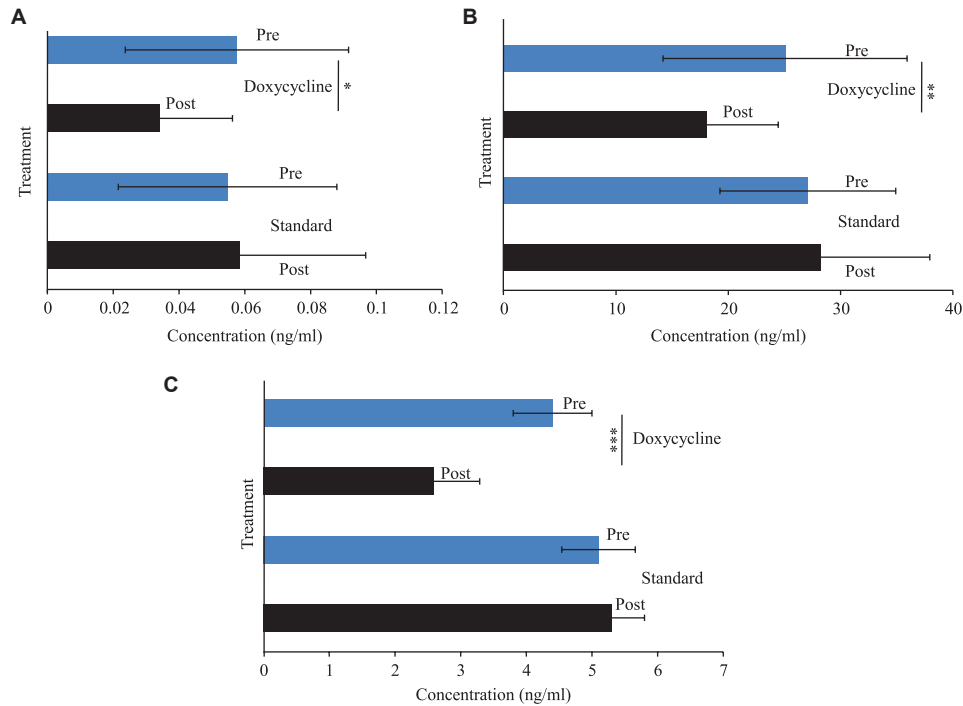 A
Pre
Doxycycline
*
Post
Pre
Standard
Post
Treatment
0 0.02 0.04 0.06 0.08 0.1 0.12
Concentration (ng/ml)
B
Pre
Doxycycline
**
Post
Pre
Standard
Post
Treatment
0 10 20 30 40
Concentration (ng/ml)
C
Pre
***
Doxycycline
Post
Pre
Standard
Post
Treatment
0 1 2 3 4 5 6 7
Concentration (ng/ml)